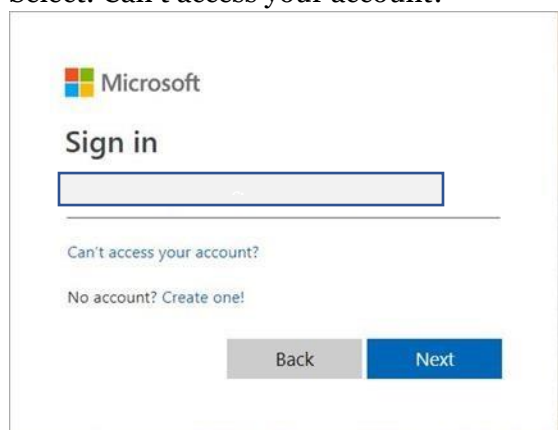 Select: Can't access your account?
Microsoft
Sign in
Can't access your account?
No account? Create one!
Back
Next